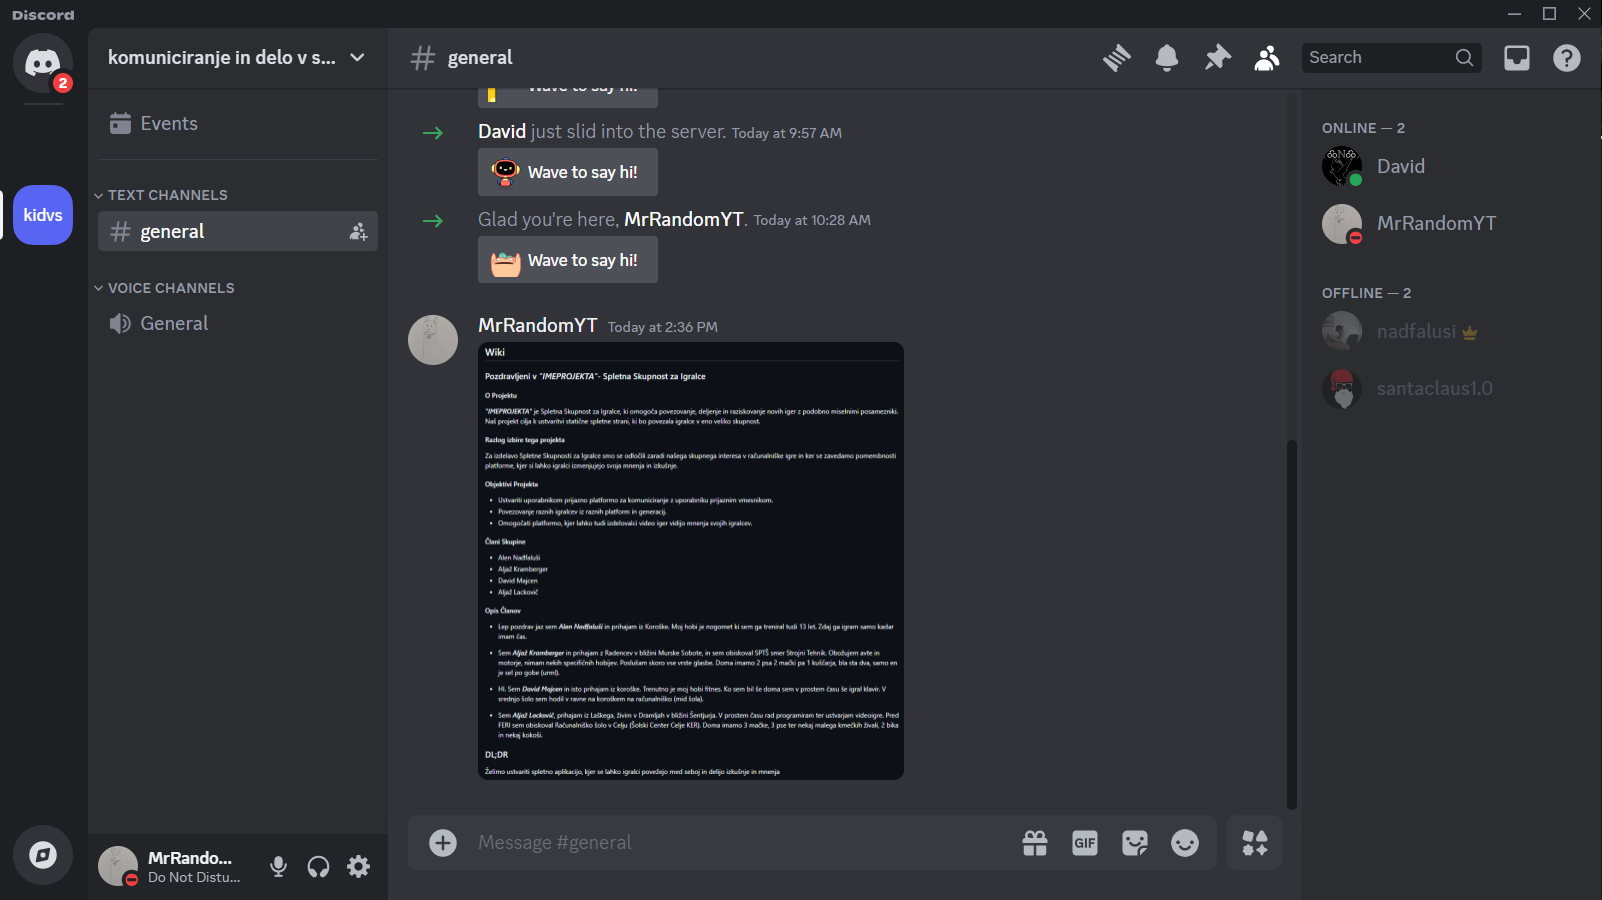 Discord
2
kidvs
komuniciranje in delo v s...
Events
TEXT CHANNELS
general
VOICE CHANNELS
General
MrRando...
Do Not Distu...
general
Search
Wave to say hi!
David just slid into the server. Today at 9:57 AM
Wave to say hi!
Glad you're here, MrRandomYT. Today at 10:28 AM
Wave to say hi!
MrRandomYT Today at 2:36 PM
Wiki
Pozdravljeni v "IMEPROJEKTA"- Spletna Skupnost za Igralce
O Projektu
"IMEPROJEKTA" je Spletna Skupnost za Igralce, ki omogoča povezovanje, deljenje in raziskovanje novih iger z podobno miselnimi posamezniki.
Naš projekt cilja k ustvaritvi statične spletne strani, ki bo povezala igralce v eno veliko skupnost.
Razlog izbire tega projekta
Za izdelavo Spletne Skupnosti za Igralce smo se odločili zaradi našega skupnega interesa v računalniške igre in ker se zavedamo pomembnosti
platforme, kjer si lahko igralci izmenjujejo svoja mnenja in izkušnje.
Objektivi Projekta
• Ustvariti uporabnikom prijazno platformo za komuniciranje z uporabniku prijaznim vmesnikom.
• Povezovanje raznih igralcev iz raznih platform in generacij.
• Omogočati platformo, kjer lahko tudi izdelovalci video iger vidijo mnenja svojih igralcev.
Člani Skupine
• Alen Nadfaluši
• Aljaž Kramberger
• David Majcen
• Aljaž Lackovič
Opis Članov
• Lep pozdrav jaz sem Alen Nadfaluši in prihajam iz Koroške. Moj hobi je nogomet ki sem ga treniral tudi 13 let. Zdaj ga igram samo kadar
imam čas.
• Sem Aljaž Kramberger in prihajam z Radencev v bližini Murske Sobote, in sem obiskoval SPTŠ smer Strojni Tehnik. Obožujem avte in
motorje, nimam nekih specifičnih hobijev. Poslušam skoro vse vrste glasbe. Doma imamo 2 psa 2 mački pa 1 kuščarja, bla sta dva, samo en
je sel po gobe (urml).
• HI. Sem David Majcen in isto prihajam iz koroške. Trenutno je moj hobi fitnes. Ko sem bil še doma sem v prostem času še igral klavir. V
srednjo šolo sem hodil v ravne na koroškem na računalniško (mid šola).
• Sem Aljaž Lackovič, prihajam iz Laškega, živim v Dramljah v bližini Šentjurja. V prostem času rad programiram ter ustvarjam videoigre. Pred
FERI sem obiskoval Računalniško šolo v Celju (Šolski Center Celje KER). Doma imamo 3 mačke, 3 pse ter nekaj malega kmečkih živali, 2 bika
in nekaj kokoši.
DL;DR
Želimo ustvariti spletno aplikacijo, kjer se lahko igralci povežejo med seboj in delijo izkušnje in mnenja
Message #general
GIF
ONLINE — 2
David
MrRandomYT
OFFLINE — 2
nadfalusi
santaclaus1.0